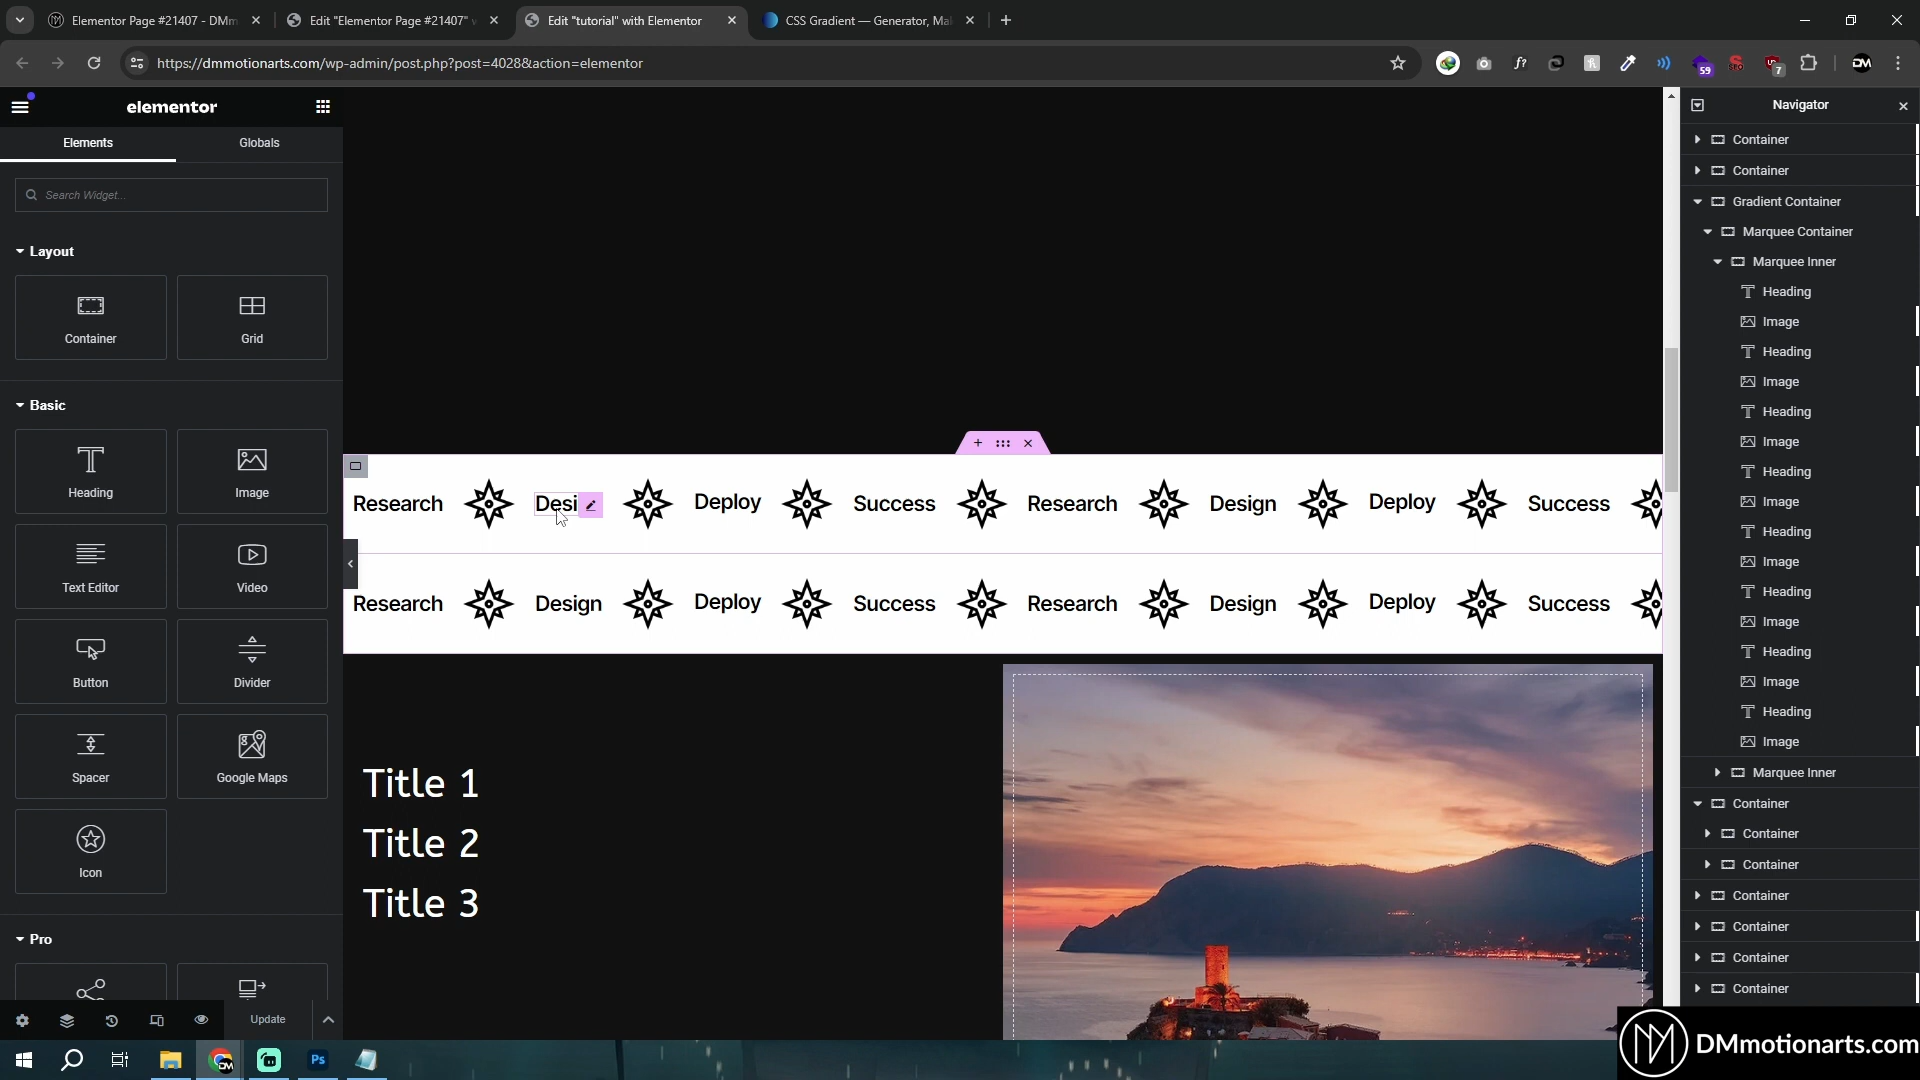 Elementor Page #21407 - DMm
Edit "Elementor Page #21407" v
Edit "tutorial" with Elementor
CSS Gradient — Generator, Ma
https://dmmotionarts.com/wp-admin/post.php?post=4028&action=elementor
f?
59
7
DM
elementor
Elements
Globals
Search Widget...
Layout
Container
Grid
Basic
Heading
Image
Text Editor
Video
Button
Divider
Spacer
Google Maps
Icon
Pro
Update
Research
Desi
Deploy
Success
Research
Design
Deploy
Success
Research
Design
Deploy
Success
Research
Design
Deploy
Success
Title 1
Title 2
Title 3
Navigator
Container
Container
Gradient Container
Marquee Container
Marquee Inner
Heading
Image
Heading
Image
Heading
Image
Heading
Image
Heading
Image
Heading
Image
Heading
Image
Heading
Image
Marquee Inner
Container
Container
Container
Container
Container
Container
Container
Ps
DMmotionarts.com